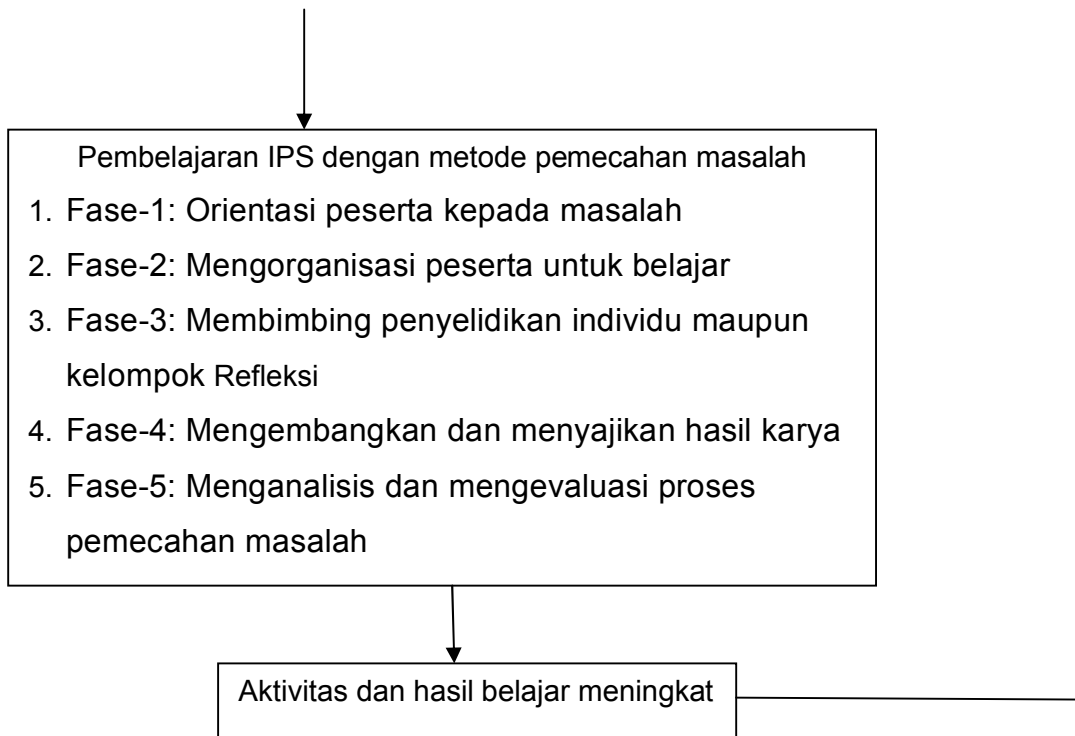 Pembelajaran IPS dengan metode pemecahan masalah
1. Fase-1: Orientasi peserta kepada masalah
2. Fase-2: Mengorganisasi peserta untuk belajar
3. Fase-3: Membimbing penyelidikan individu maupun
kelompok Refleksi
4. Fase-4: Mengembangkan dan menyajikan hasil karya
5. Fase-5: Menganalisis dan mengevaluasi proses
pemecahan masalah
Aktivitas dan hasil belajar meningkat